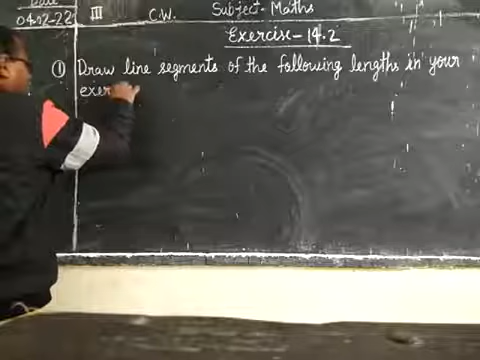 Date
04-02-22
III
C.W.
Subject- Maths
Exercise-14.2
① Draw line segments of the following lengths in your
exer